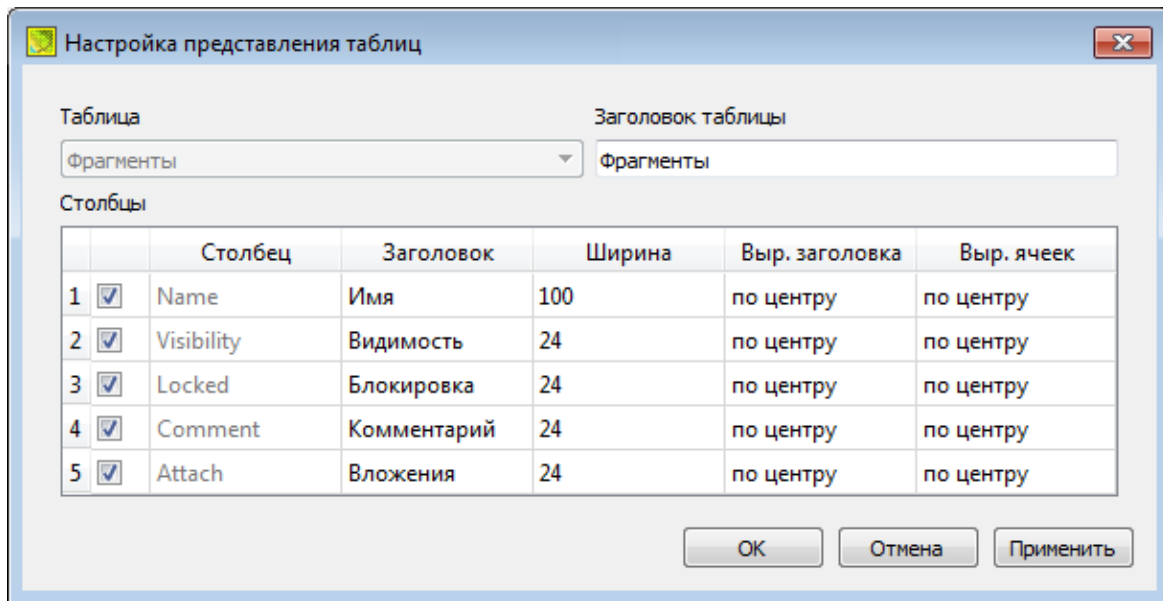 Настройка представления таблиц
Таблица Заголовок таблицы
Фрагменты Фрагменты
Столбцы
Столбец Заголовок Ширина Выр. заголовка Выр. ячеек
1 Name Имя 100 по центру по центру
2 Visibility Видимость 24 по центру по центру
3 Locked Блокировка 24 по центру по центру
4 Comment Комментарий 24 по центру по центру
5 Attach Вложения 24 по центру по центру
OK Отмена Применить